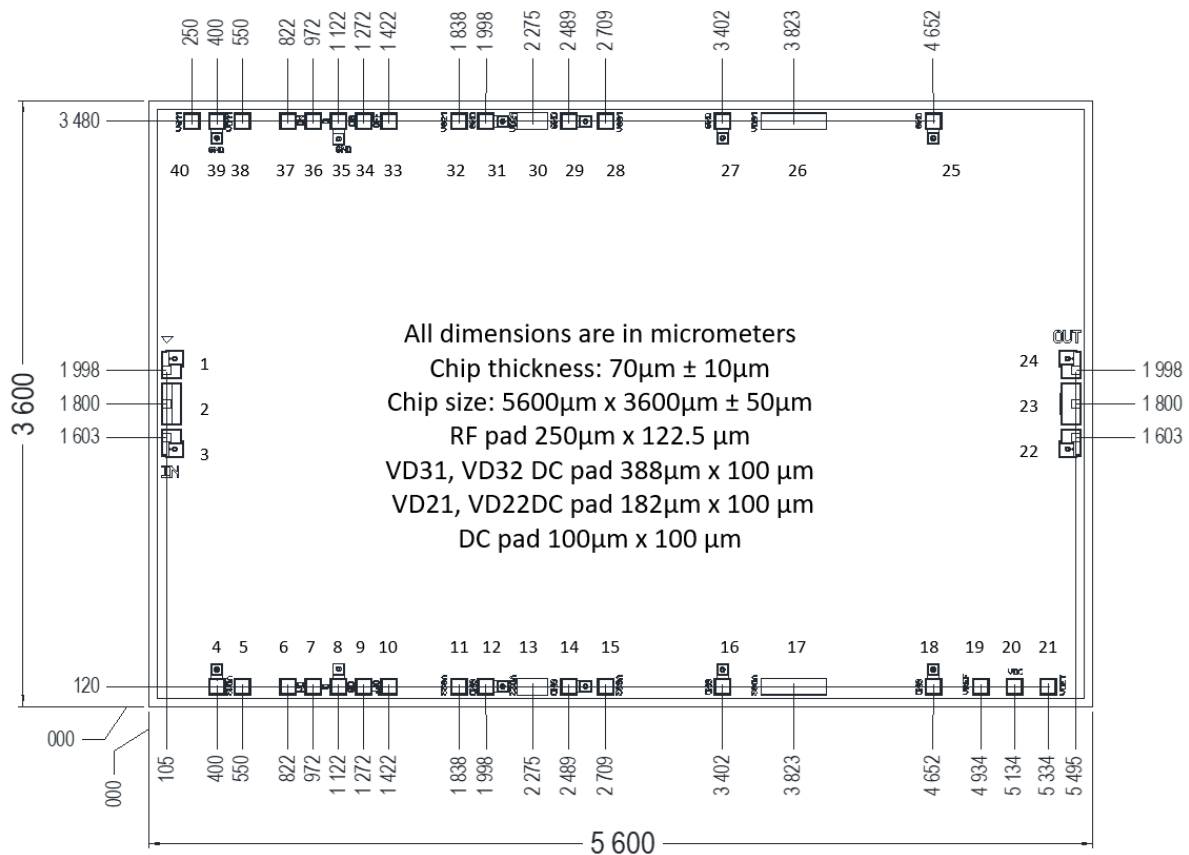 250 400 550 822 972 1 122 1 272 1 422 1 838 1 998 2 275 2 489 2 709 3 402 3 823 4 652
3 480
40 39 38 37 36 35 34 33 32 31 30 29 28 27 26 25
OUT
All dimensions are in micrometers
Chip thickness: 70µm ± 10µm
Chip size: 5600µm x 3600µm ± 50µm
RF pad 250µm x 122.5 µm
VD31, VD32 DC pad 388µm x 100 µm
VD21, VD22DC pad 182µm x 100 µm
DC pad 100µm x 100 µm
1 998 1 24 1 998
1 800 2 23 1 800
1 603 3 22 1 603
IN
3 600
4 5 6 7 8 9 10 11 12 13 14 15 16 17 18 19 20 21
120
000
000
105 400 550 822 972 1 122 1 272 1 422 1 838 1 998 2 275 2 489 2 709 3 402 3 823 4 652 4 934 5 134 5 334 5 495
5 600